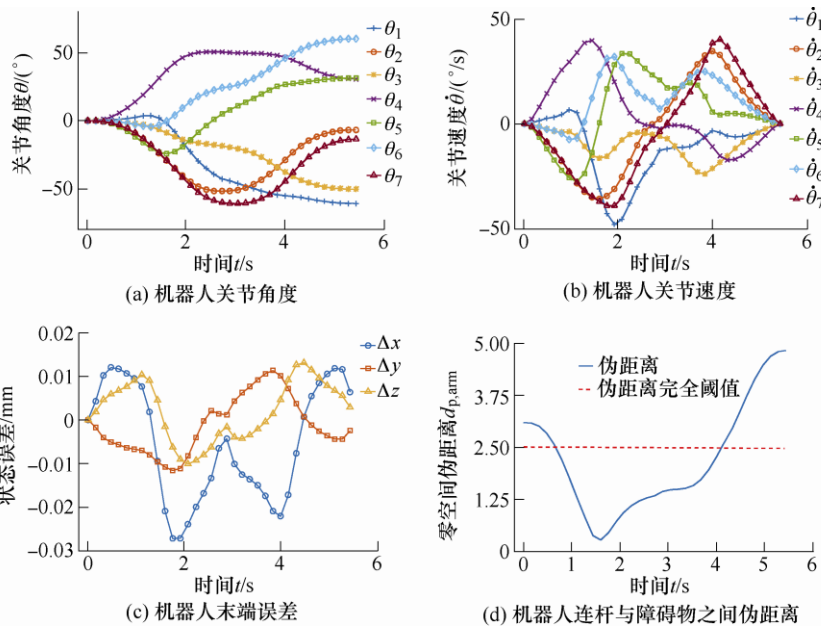 关节角度θ/(°)
50
0
−50
0
2
4
6
时间t/s
θ1
θ2
θ3
θ4
θ5
θ6
θ7
(a) 机器人关节角度
关节速度θ̇/(°/s)
50
0
−50
0
2
4
6
时间t/s
θ̇1
θ̇2
θ̇3
θ̇4
θ̇5
θ̇6
θ̇7
(b) 机器人关节速度
状态误差/mm
0.02
0.01
0
−0.01
−0.02
−0.03
0
2
4
6
时间t/s
Δx
Δy
Δz
(c) 机器人末端误差
零空间伪距离dp,arm
5.00
3.75
2.50
1.25
0
1
2
3
4
5
6
时间t/s
伪距离
伪距离完全阈值
(d) 机器人连杆与障碍物之间伪距离